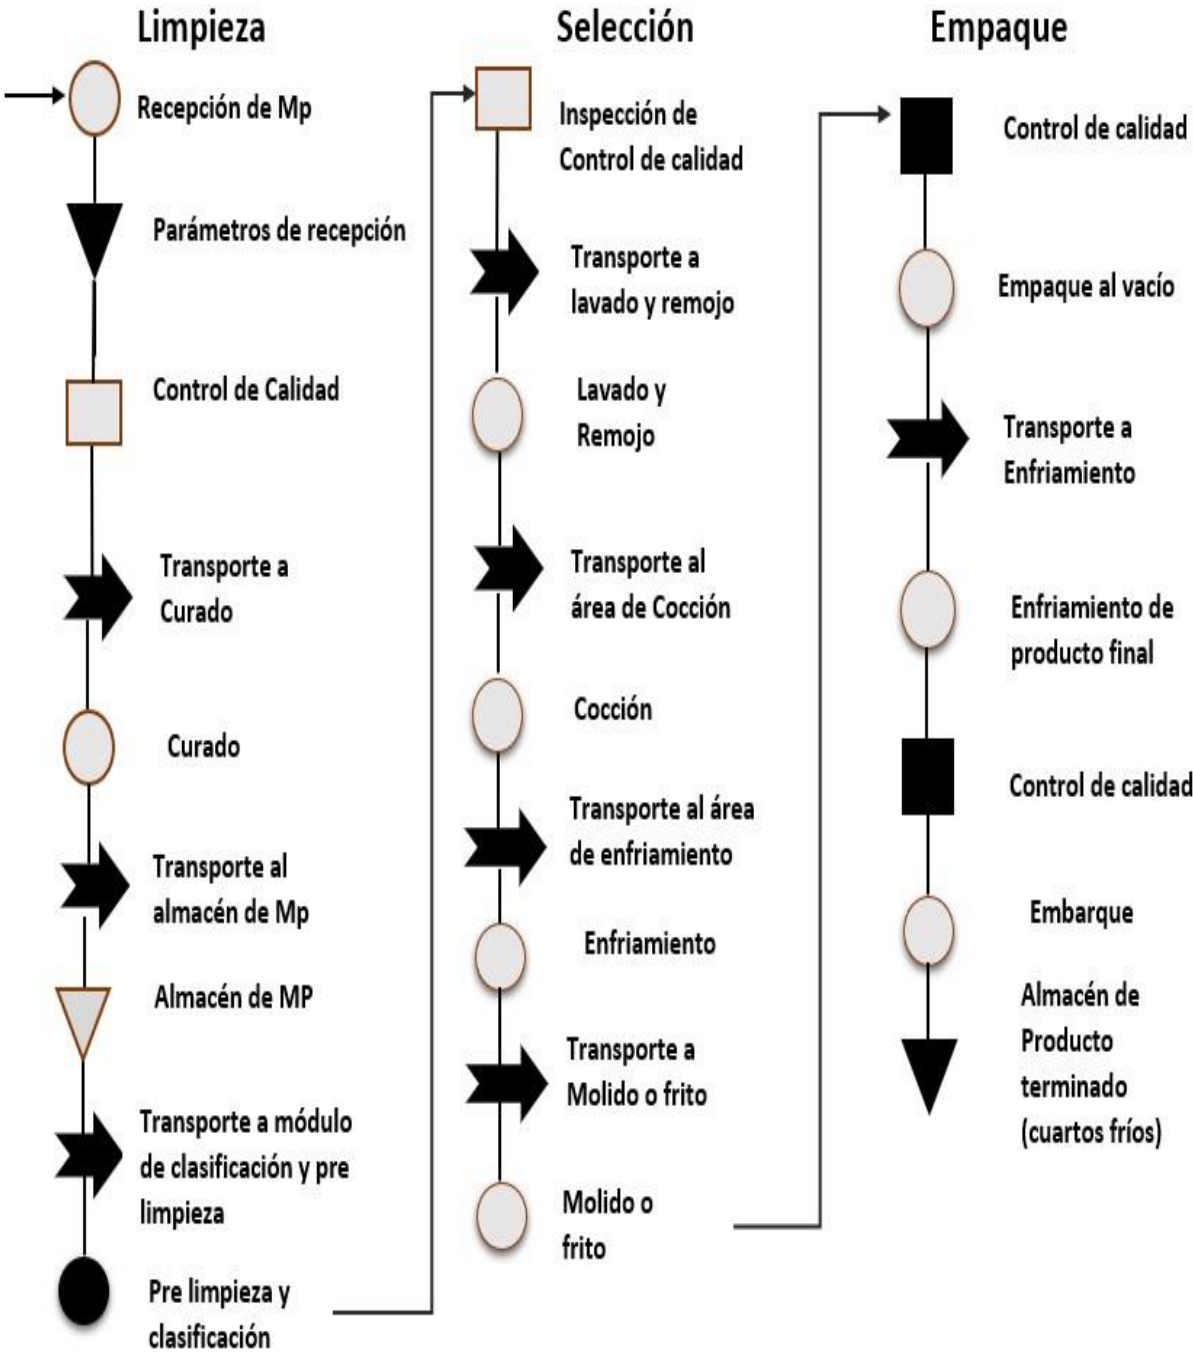 Limpieza
Recepción de Mp
Parámetros de recepción
Control de Calidad
Transporte a
Curado
Curado
Transporte al
almacén de Mp
Almacén de MP
Transporte a módulo
de clasificación y pre
limpieza
Pre limpieza y
clasificación
Selección
Inspección de
Control de calidad
Transporte a
lavado y remojo
Lavado y
Remojo
Transporte al
área de Cocción
Cocción
Transporte al área
de enfriamiento
Enfriamiento
Transporte a
Molido o frito
Molido o
frito
Empaque
Control de calidad
Empaque al vacío
Transporte a
Enfriamiento
Enfriamiento de
producto final
Control de calidad
Embarque
Almacén de
Producto
terminado
(cuartos fríos)